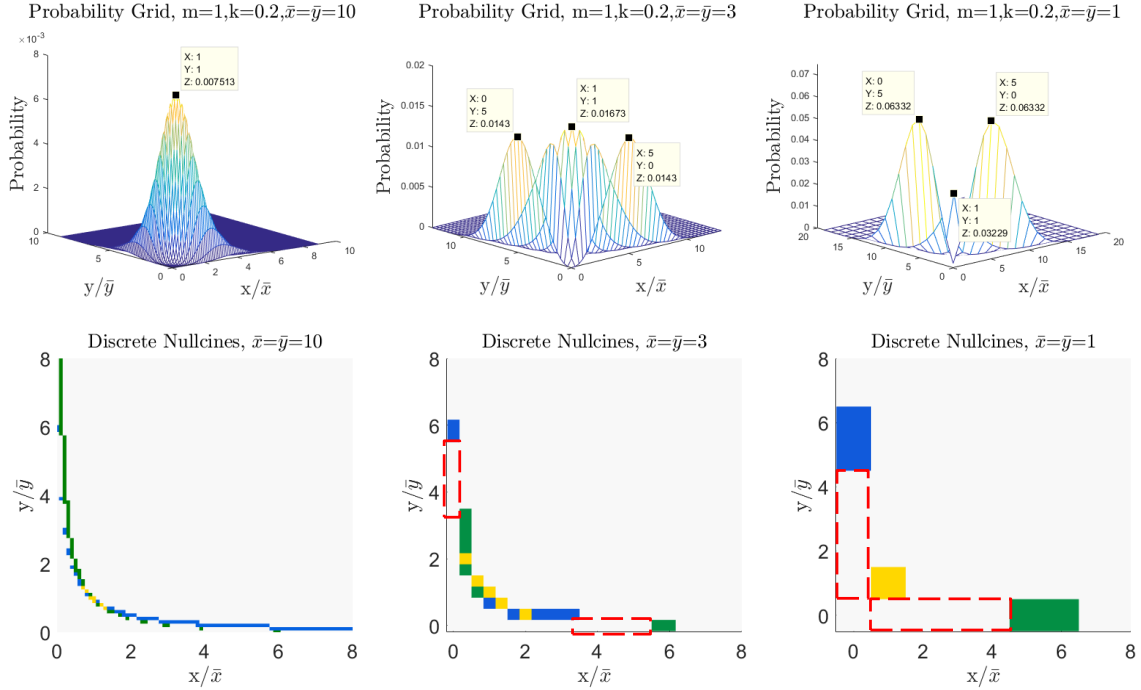 Probability Grid, m=1,k=0.2,x̄=ȳ=10
×10⁻³
8
6
4
2
0
Probability
X: 1
Y: 1
Z: 0.007513
10
5
0
y/ȳ
0
2
4
6
8
10
x/x̄
Probability Grid, m=1,k=0.2,x̄=ȳ=3
0.02
0.015
0.01
0.005
0
Probability
X: 0
Y: 5
Z: 0.0143
X: 1
Y: 1
Z: 0.01673
X: 5
Y: 0
Z: 0.0143
10
5
0
y/ȳ
0
5
10
x/x̄
Probability Grid, m=1,k=0.2,x̄=ȳ=1
0.07
0.06
0.05
0.04
0.03
0.02
0.01
0
Probability
X: 0
Y: 5
Z: 0.06332
X: 5
Y: 0
Z: 0.06332
X: 1
Y: 1
Z: 0.03229
20
15
10
5
0
y/ȳ
0
5
10
15
20
x/x̄
Discrete Nullcines, x̄=ȳ=10
8
6
4
2
0
y/ȳ
0 2 4 6 8
x/x̄
Discrete Nullcines, x̄=ȳ=3
8
6
4
2
0
y/ȳ
0 2 4 6 8
x/x̄
Discrete Nullcines, x̄=ȳ=1
8
6
4
2
0
y/ȳ
0 2 4 6 8
x/x̄